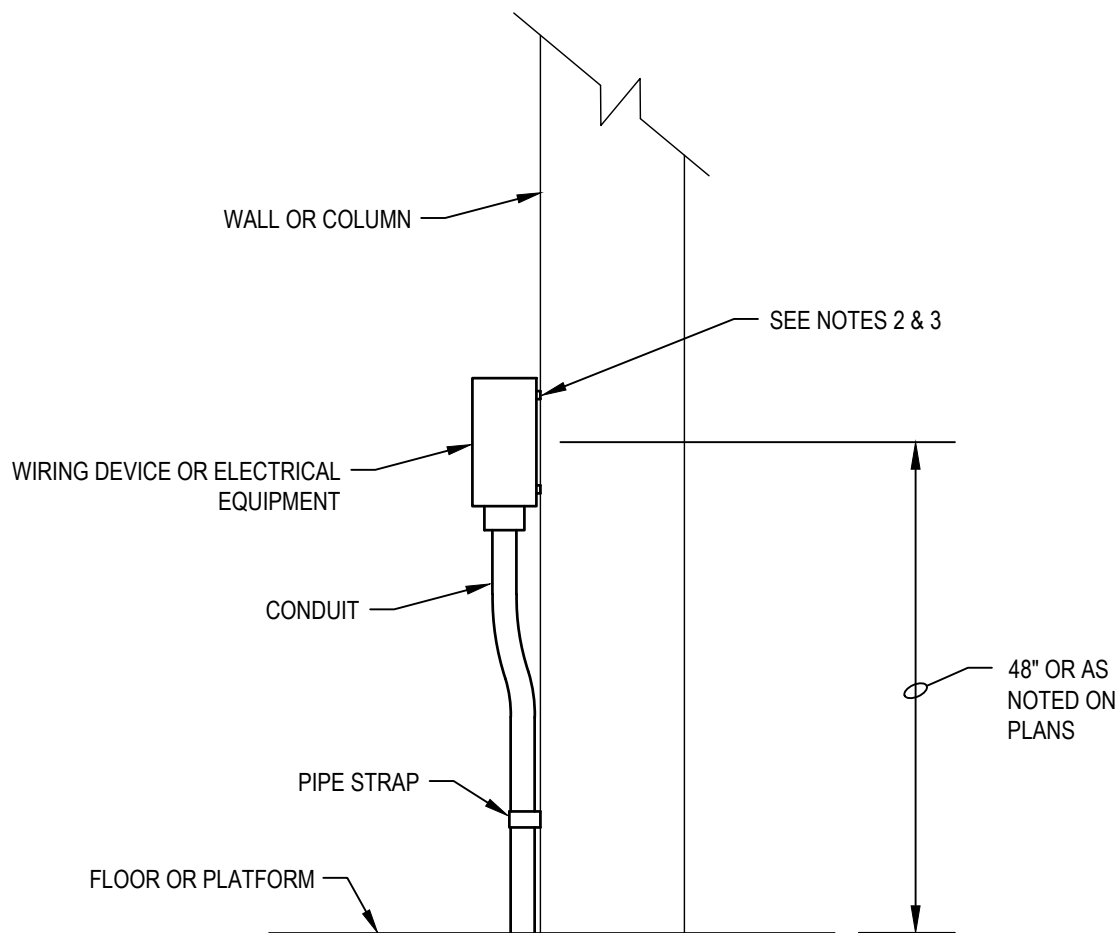 WALL OR COLUMN
SEE NOTES 2 & 3
WIRING DEVICE OR ELECTRICAL
EQUIPMENT
CONDUIT
48" OR AS
NOTED ON
PLANS
PIPE STRAP
FLOOR OR PLATFORM